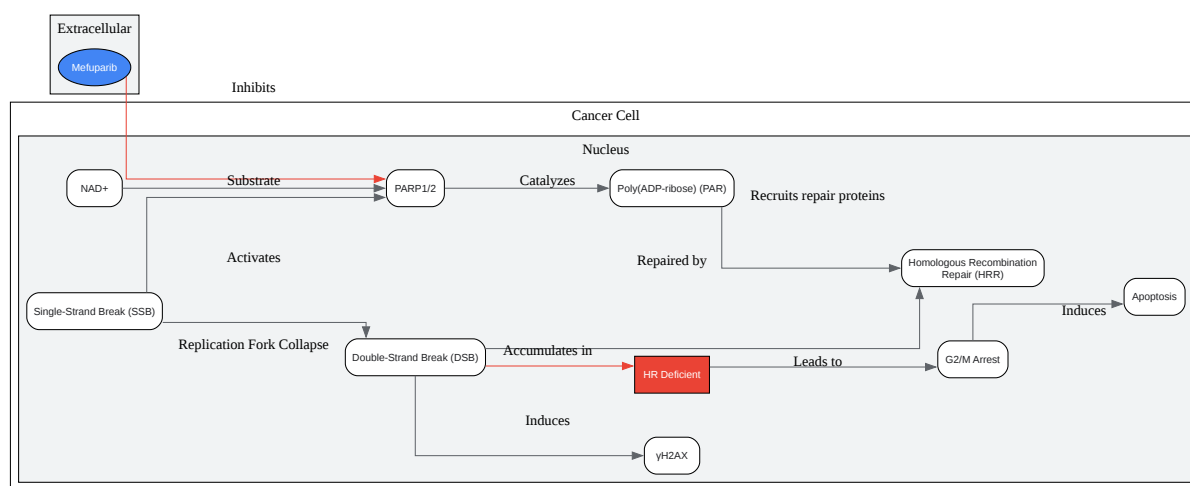 Extracellular
Mefuparib
Inhibits
Cancer Cell
Nucleus
NAD+
Substrate
PARP1/2
Catalyzes
Poly(ADP-ribose) (PAR)
Recruits repair proteins
Activates
Repaired by
Homologous Recombination
Repair (HRR)
Apoptosis
Single-Strand Break (SSB)
Induces
Replication Fork Collapse
Double-Strand Break (DSB)
Accumulates in
HR Deficient
Leads to
G2/M Arrest
Induces
γH2AX